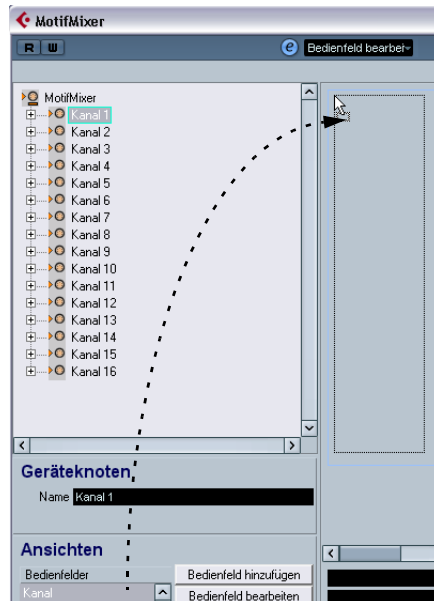 MotifMixer
R W
e Bedienfeld bearbei
MotifMixer
Kanal 1
Kanal 2
Kanal 3
Kanal 4
Kanal 5
Kanal 6
Kanal 7
Kanal 8
Kanal 9
Kanal 10
Kanal 11
Kanal 12
Kanal 13
Kanal 14
Kanal 15
Kanal 16
Geräteknoten
Name Kanal 1
Ansichten
Bedienfelder
Bedienfeld hinzufügen
Kanal
Bedienfeld bearbeiten